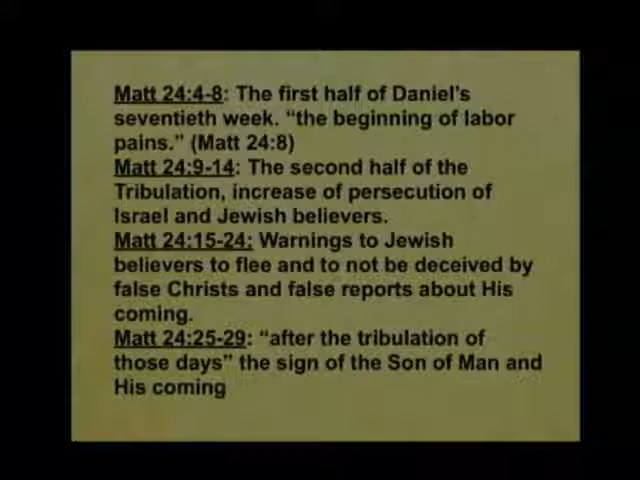 Matt 24:4-8: The first half of Daniel's
seventieth week. “the beginning of labor
pains.” (Matt 24:8)
Matt 24:9-14: The second half of the
Tribulation, increase of persecution of
Israel and Jewish believers.
Matt 24:15-24: Warnings to Jewish
believers to flee and to not be deceived by
false Christs and false reports about His
coming.
Matt 24:25-29: “after the tribulation of
those days” the sign of the Son of Man and
His coming